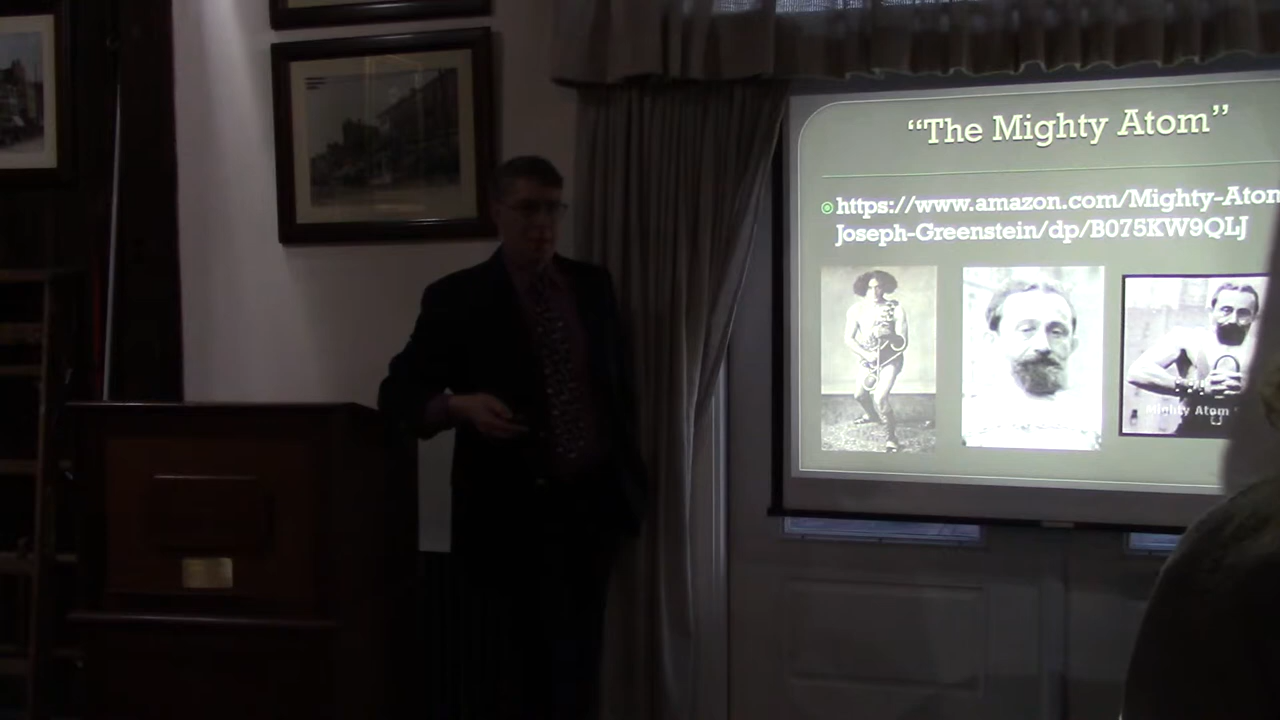 “The Mighty Atom”
https://www.amazon.com/Mighty-Atom
Joseph-Greenstein/dp/B075KW9QLJ
Mighty Atom